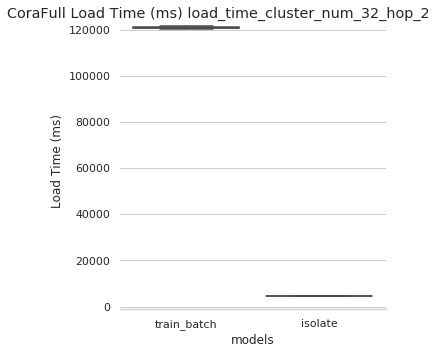 CoraFull Load Time (ms) load_time_cluster_num_32_hop_2
120000
100000
80000
60000
40000
20000
0
Load Time (ms)
train_batch
isolate
models